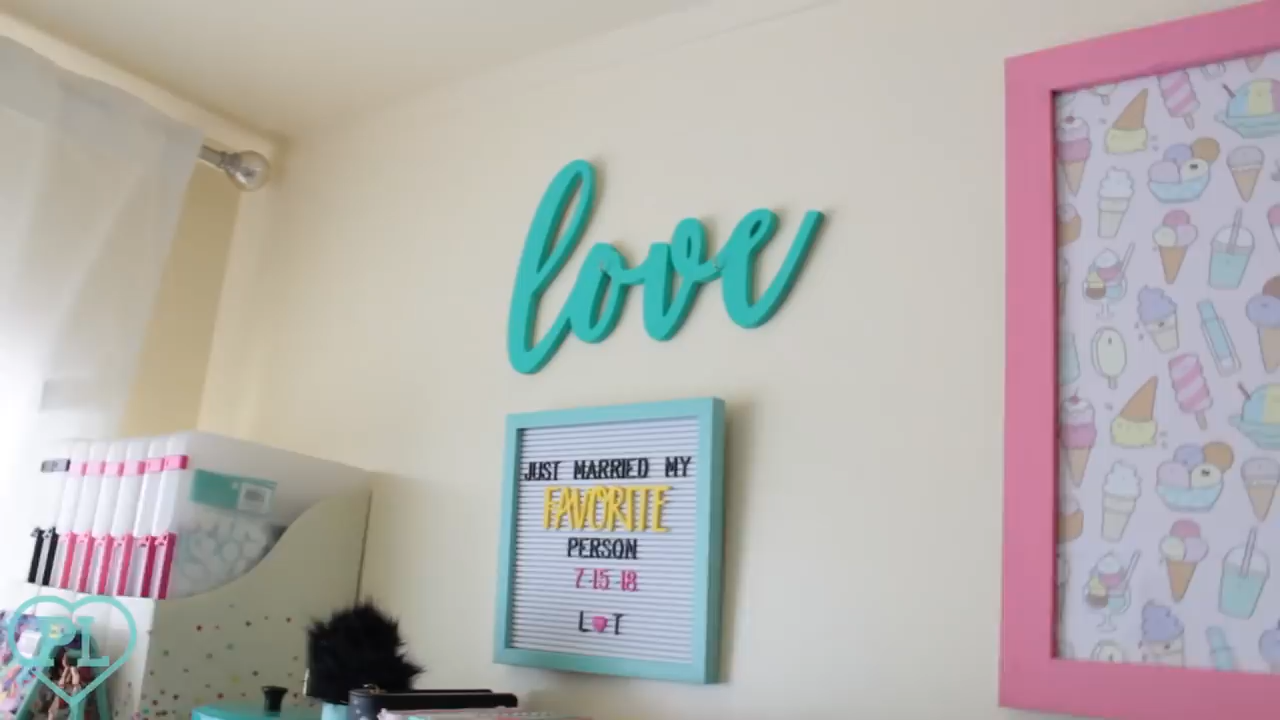 love
JUST MARRIED MY
FAVORITE
PERSON
7-15-18
L♥T
PL